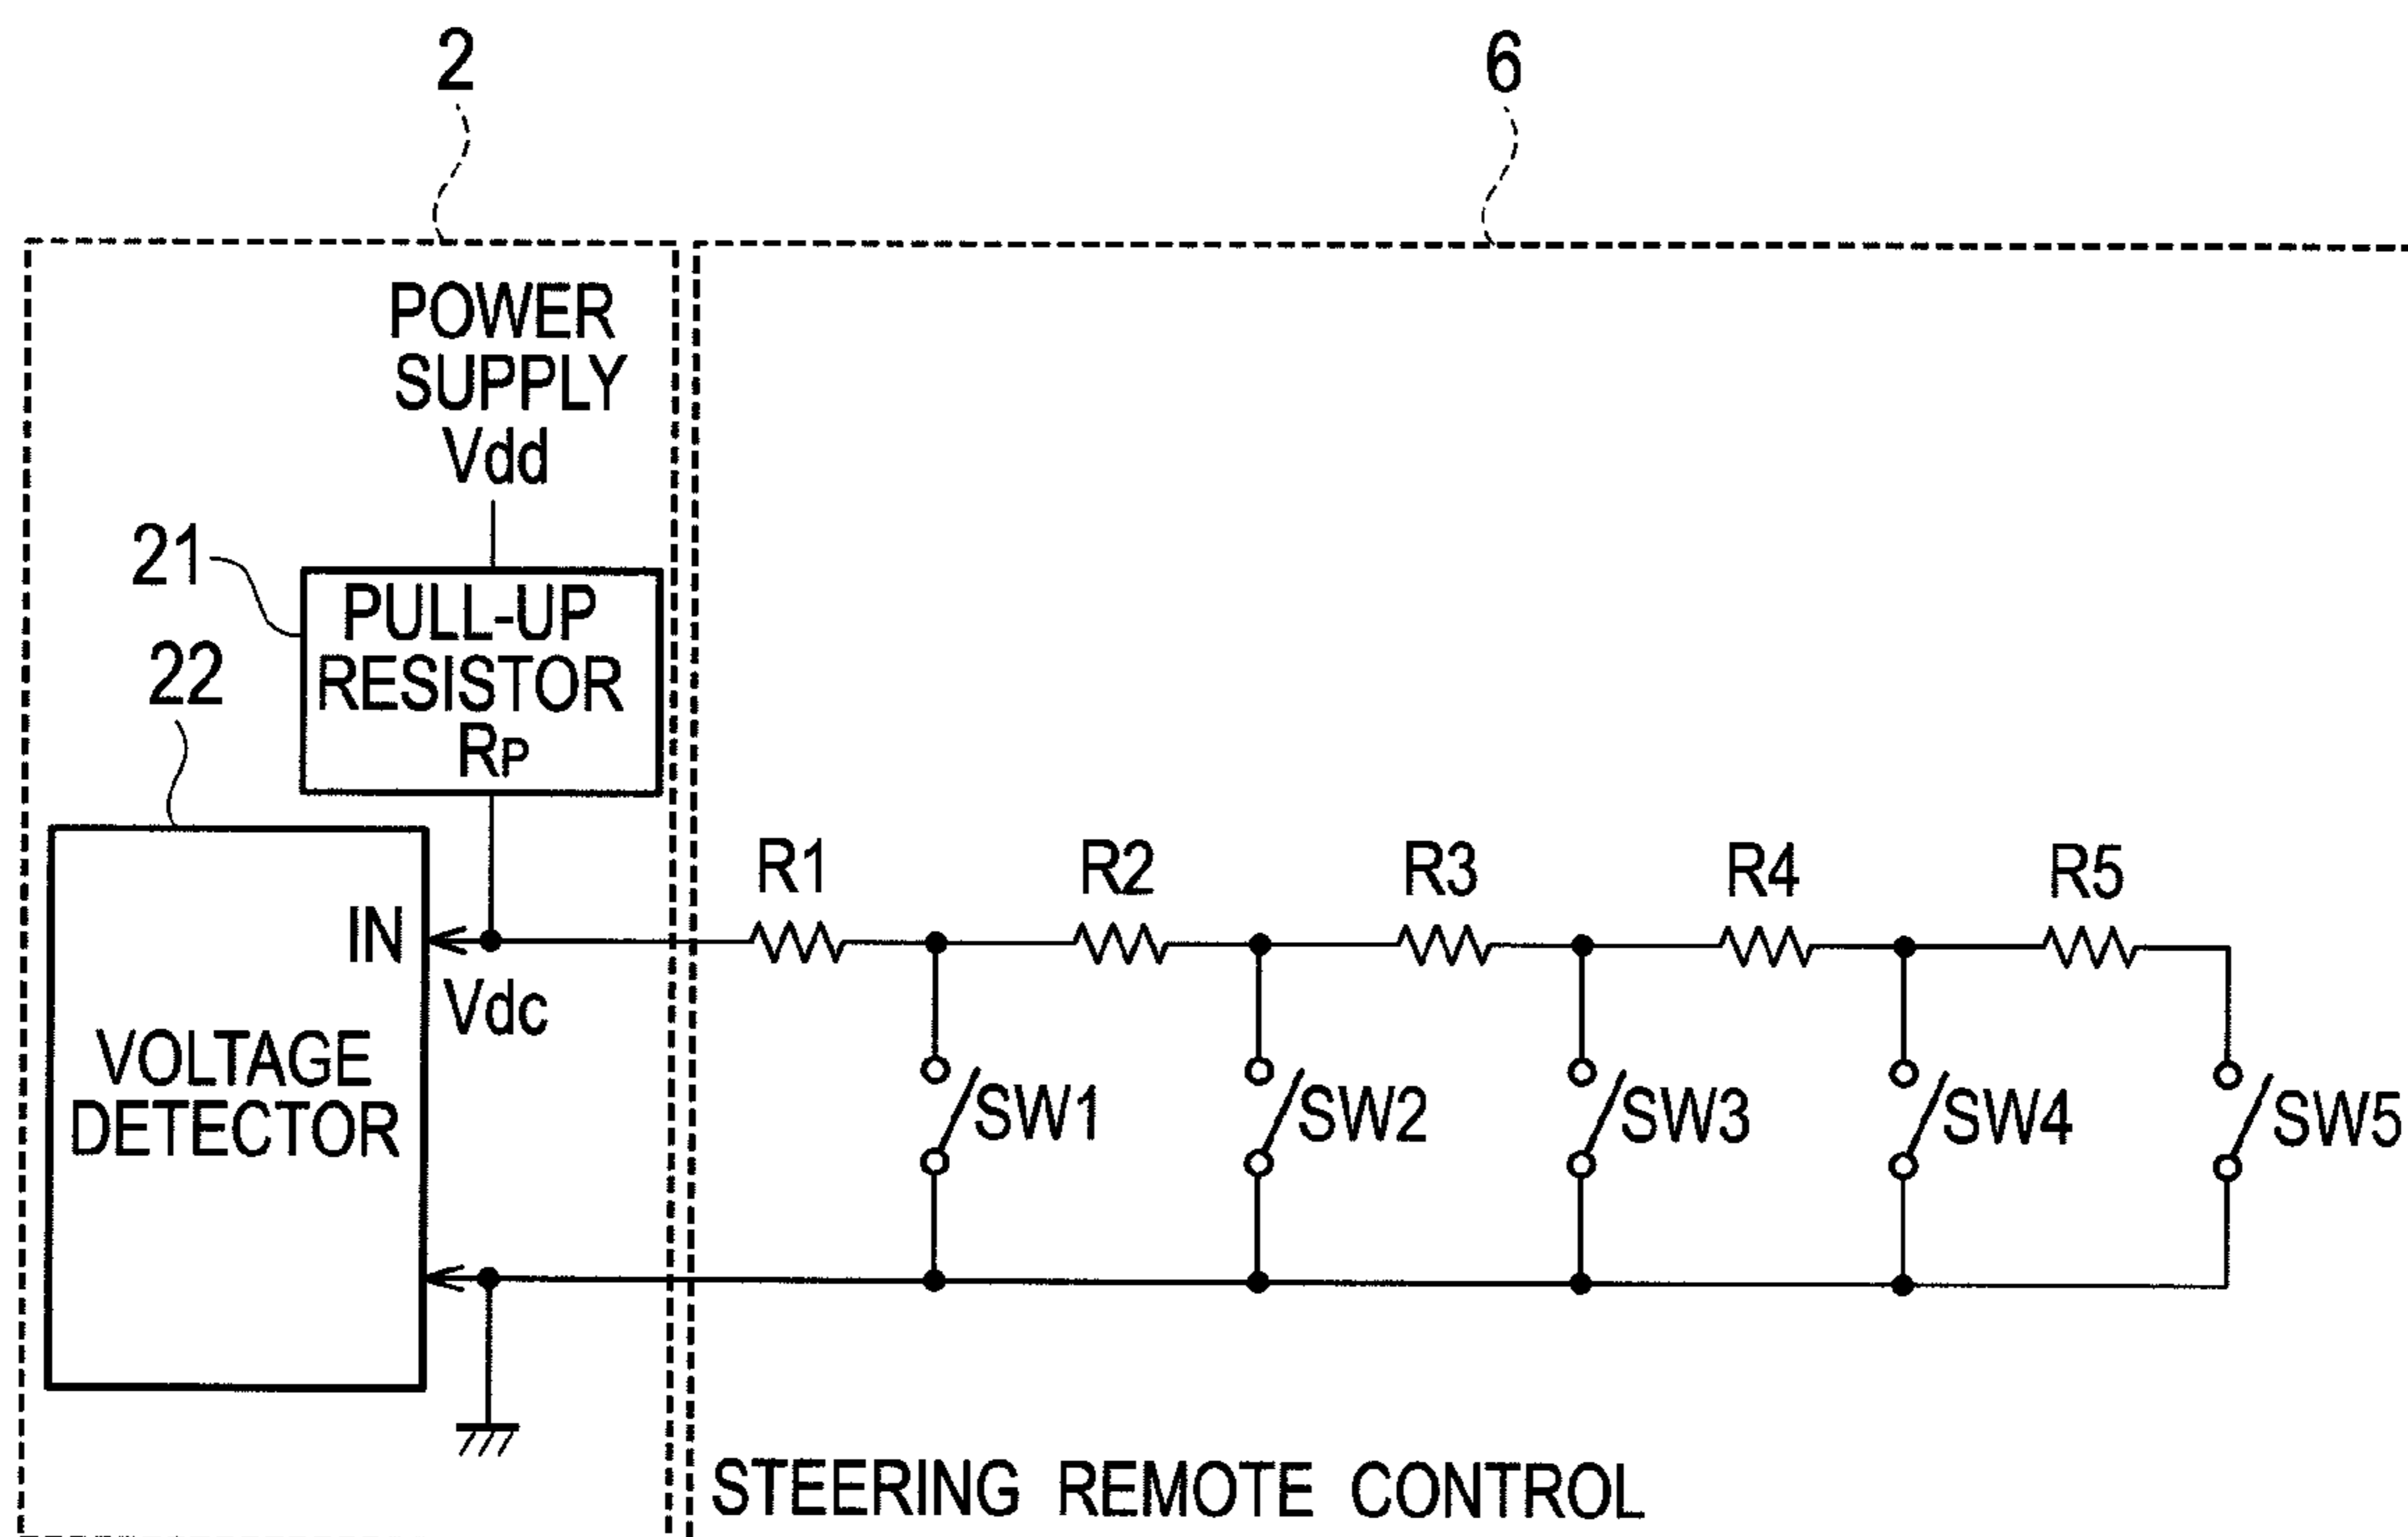 2
6
POWER
SUPPLY
Vdd
21
PULL-UP
RESISTOR
RP
22
IN
Vdc
VOLTAGE
DETECTOR
R1
R2
R3
R4
R5
SW1
SW2
SW3
SW4
SW5
STEERING REMOTE CONTROL